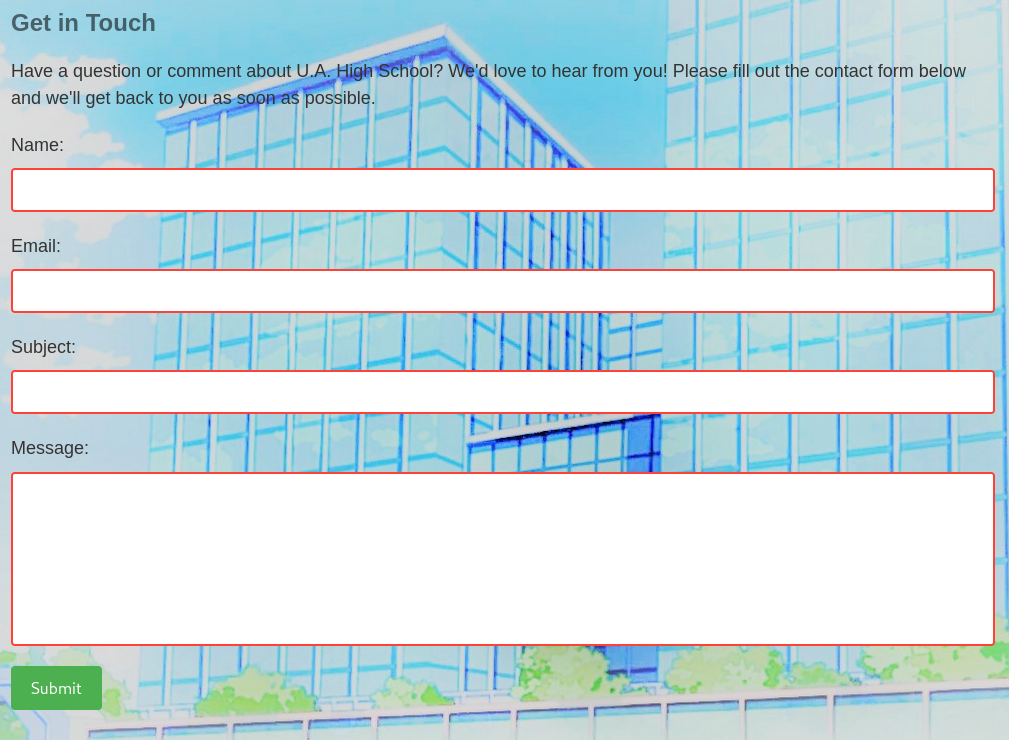 Get in Touch
Have a question or comment about U.A. High School? We'd love to hear from you! Please fill out the contact form below
and we'll get back to you as soon as possible.
Name:
Email:
Subject:
Message:
Submit